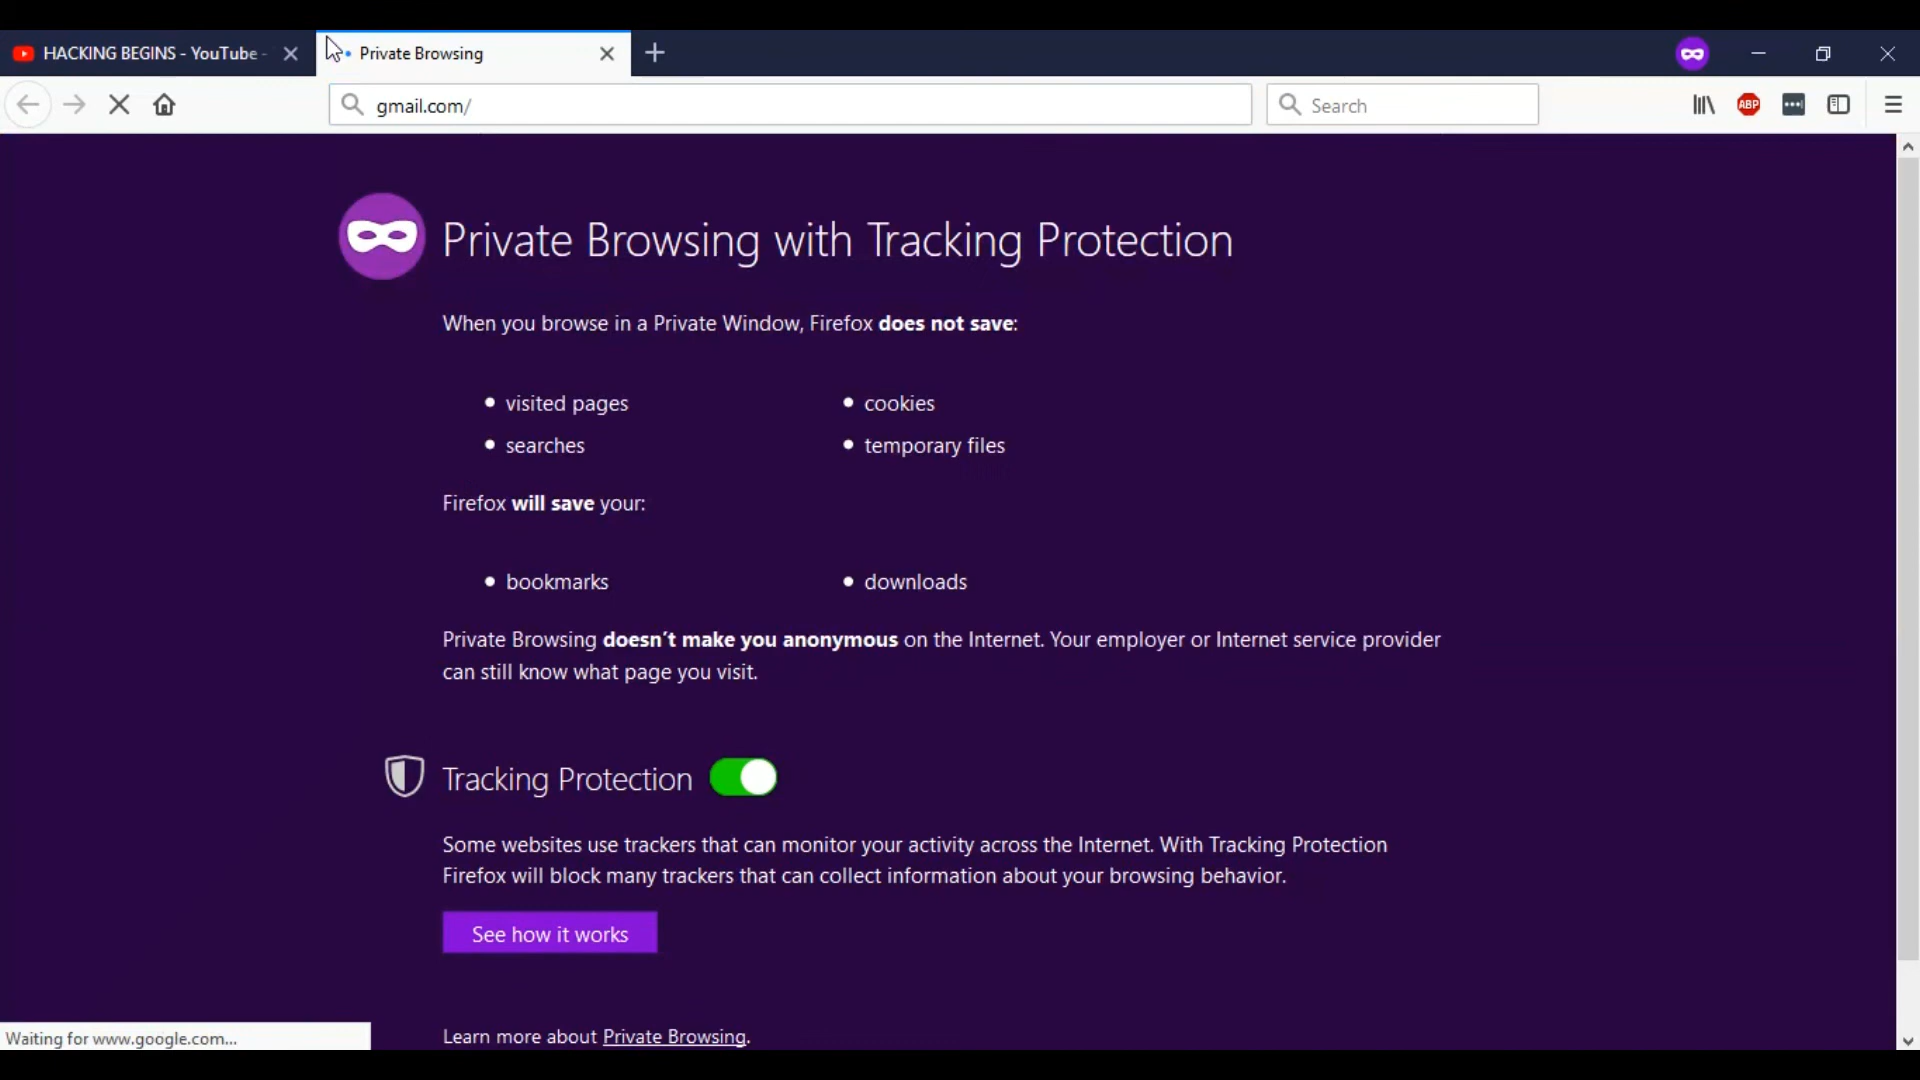 HACKING BEGINS - YouTube -
Private Browsing
gmail.com/
Search
ABP
Private Browsing with Tracking Protection
When you browse in a Private Window, Firefox does not save:
• visited pages
• cookies
• searches
• temporary files
Firefox will save your:
• bookmarks
• downloads
Private Browsing doesn’t make you anonymous on the Internet. Your employer or Internet service provider
can still know what page you visit.
Tracking Protection
Some websites use trackers that can monitor your activity across the Internet. With Tracking Protection
Firefox will block many trackers that can collect information about your browsing behavior.
See how it works
Learn more about Private Browsing.
Waiting for www.google.com...